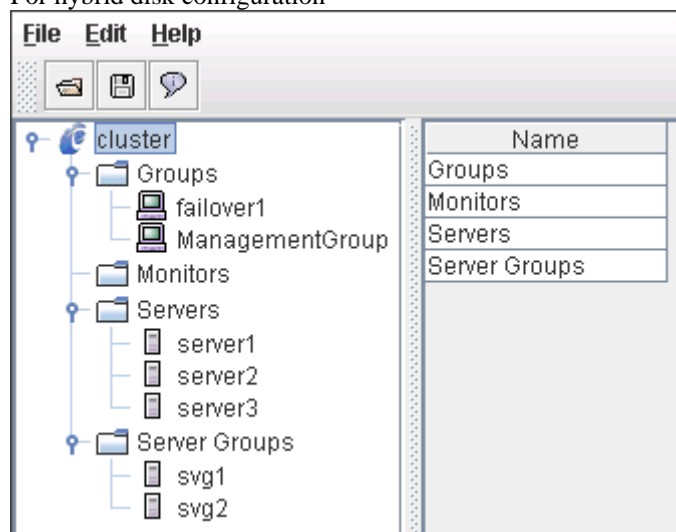 For hybrid disk configuration
File Edit Help
cluster
Groups
failover1
ManagementGroup
Monitors
Servers
server1
server2
server3
Server Groups
svg1
svg2
Name
Groups
Monitors
Servers
Server Groups